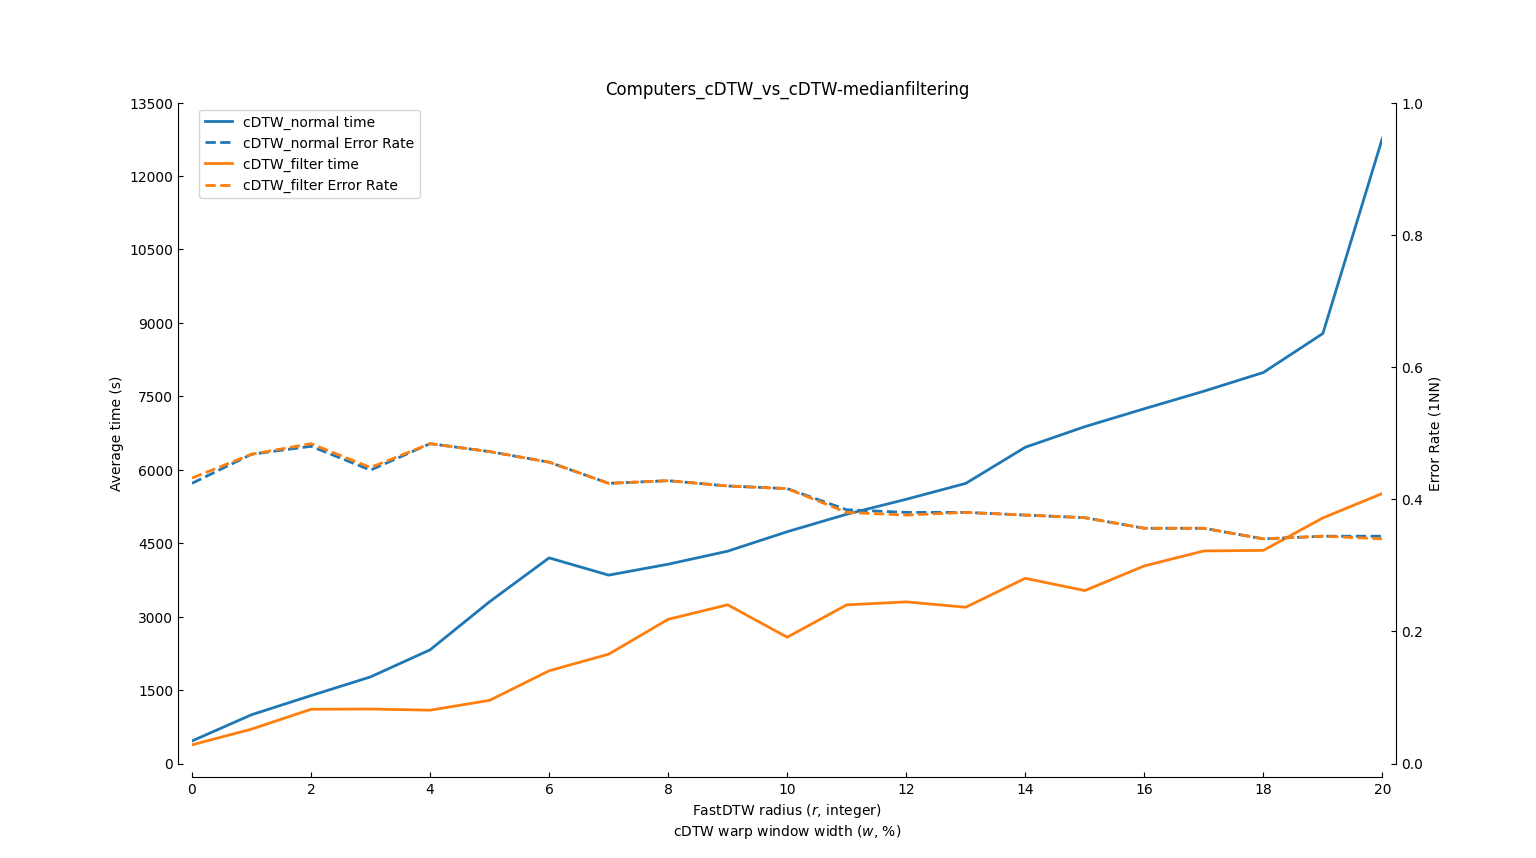 Computers_cDTW_vs_cDTW-medianfiltering
cDTW_normal time
cDTW_normal Error Rate
cDTW_filter time
cDTW_filter Error Rate
13500
12000
10500
9000
7500
6000
4500
3000
1500
0
Average time (s)
1.0
0.8
0.6
0.4
0.2
0.0
Error Rate (1NN)
0 2 4 6 8 10 12 14 16 18 20
FastDTW radius (r, integer)
cDTW warp window width (w, %)